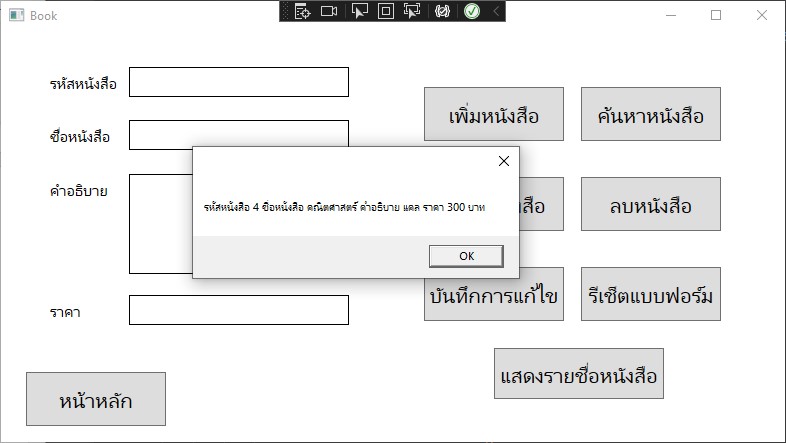 Book
รหัสหนังสือ
ชื่อหนังสือ
คำอธิบาย
ราคา
เพิ่มหนังสือ
ค้นหาหนังสือ
ลบหนังสือ
บันทึกการแก้ไข
รีเซ็ตแบบฟอร์ม
แสดงรายชื่อหนังสือ
หน้าหลัก
รหัสหนังสือ 4 ชื่อหนังสือ คณิตศาสตร์ คำอธิบาย แคล ราคา 300 บาท
OK